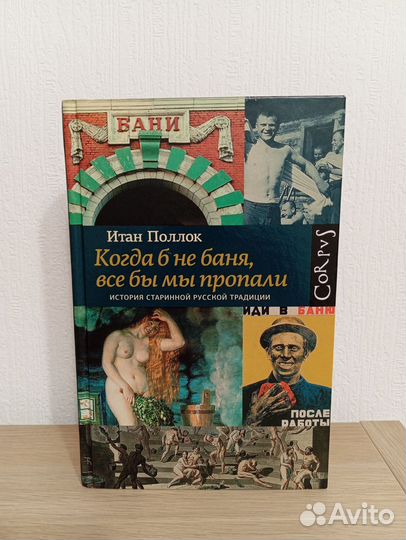 БАНИ
Итан Поллок
Когда б не баня,
все бы мы пропали
ИСТОРИЯ СТАРИННОЙ РУССКОЙ ТРАДИЦИИ
CORPVS
ИДИ В БАНЮ
ПОСЛЕ
РАБОТЫ
Avito